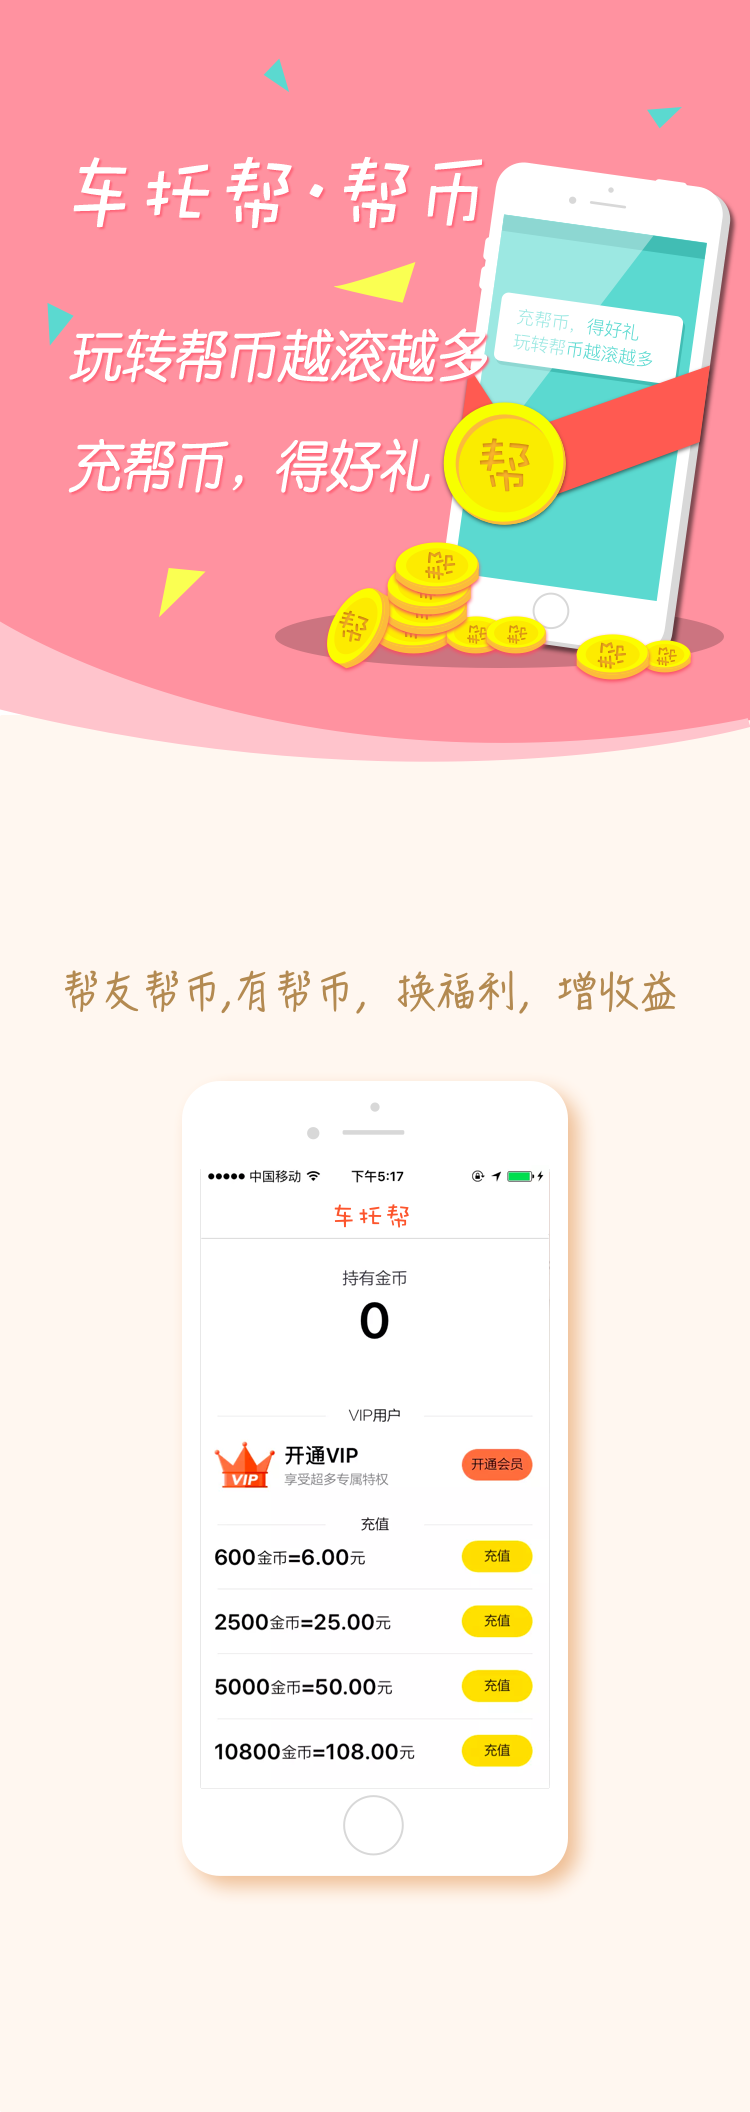 车托帮·帮币
玩转帮币越滚越多
充帮币，得好礼
充帮币，得好礼
玩转帮币越滚越多
帮
帮
帮
帮
帮
帮
帮
帮友帮币,有帮币，换福利，增收益
中国移动
下午5:17
车托帮
持有金币
0
VIP用户
VIP
开通VIP
享受超多专属特权
开通会员
充值
600金币=6.00元
充值
2500金币=25.00元
充值
5000金币=50.00元
充值
10800金币=108.00元
充值